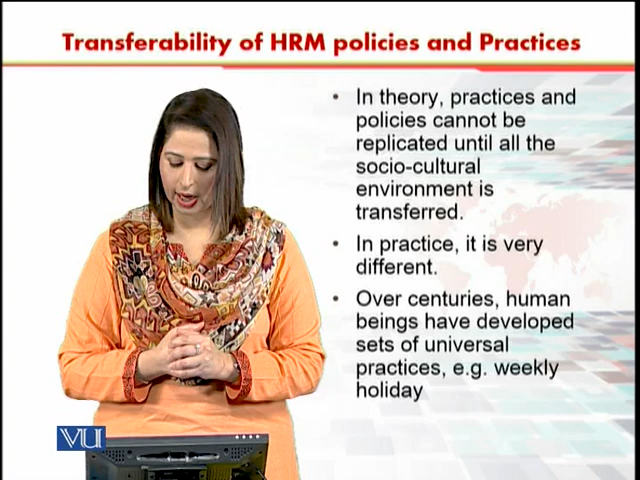 Transferability of HRM policies and Practices
• In theory, practices and
policies cannot be
replicated until all the
socio-cultural
environment is
transferred.
• In practice, it is very
different.
• Over centuries, human
beings have developed
sets of universal
practices, e.g. weekly
holiday
VU